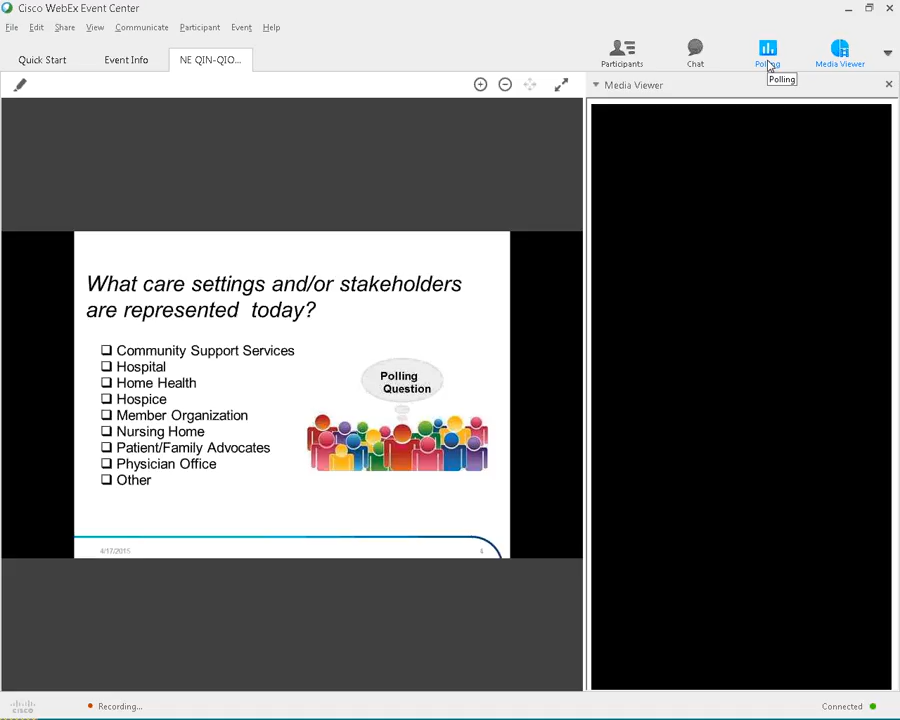 Cisco WebEx Event Center
File Edit Share View Communicate Participant Event Help
Quick Start Event Info NE QIN-QIO...
Participants Chat Polling Media Viewer
Polling
Media Viewer
What care settings and/or stakeholders
are represented today?
Community Support Services
Hospital
Home Health
Hospice
Member Organization
Nursing Home
Patient/Family Advocates
Physician Office
Other
Polling
Question
4/17/2015 4
cisco Recording... Connected